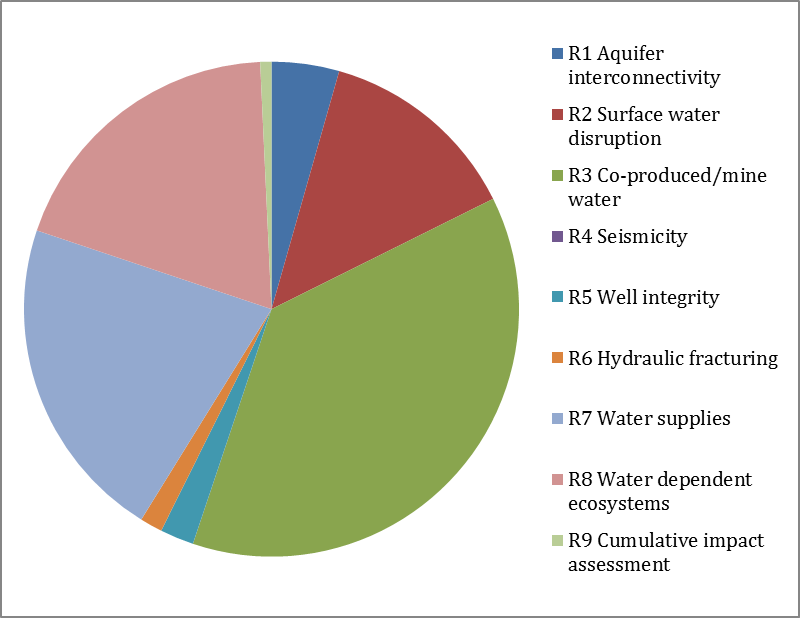 R1 Aquifer
interconnectivity
R2 Surface water
disruption
R3 Co-produced/mine
water
R4 Seismicity
R5 Well integrity
R6 Hydraulic fracturing
R7 Water supplies
R8 Water dependent
ecosystems
R9 Cumulative impact
assessment